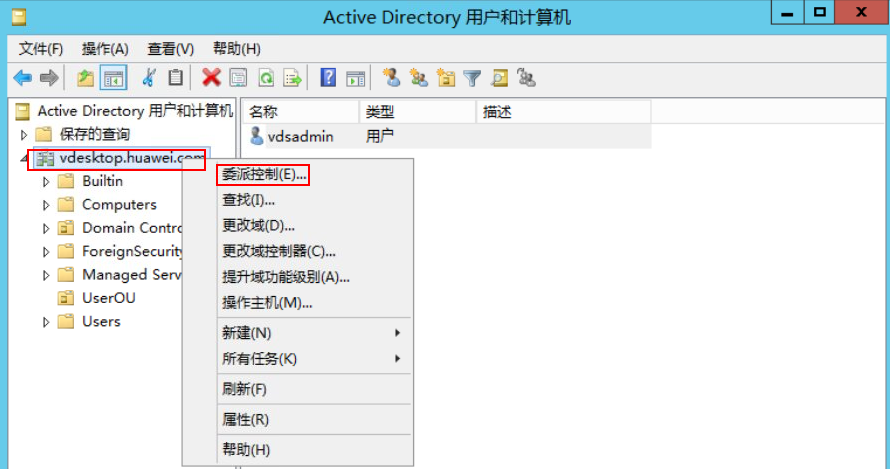 Active Directory 用户和计算机
文件(F) 操作(A) 查看(V) 帮助(H)
Active Directory 用户和计算机
保存的查询
vdesktop.huawei.com
Builtin
Computers
Domain Contro
ForeignSecurity
Managed Serv
UserOU
Users
名称 类型 描述
vdsadmin 用户
委派控制(E)...
查找(I)...
更改域(D)...
更改域控制器(C)...
提升域功能级别(A)...
操作主机(M)...
新建(N)
所有任务(K)
刷新(F)
属性(R)
帮助(H)